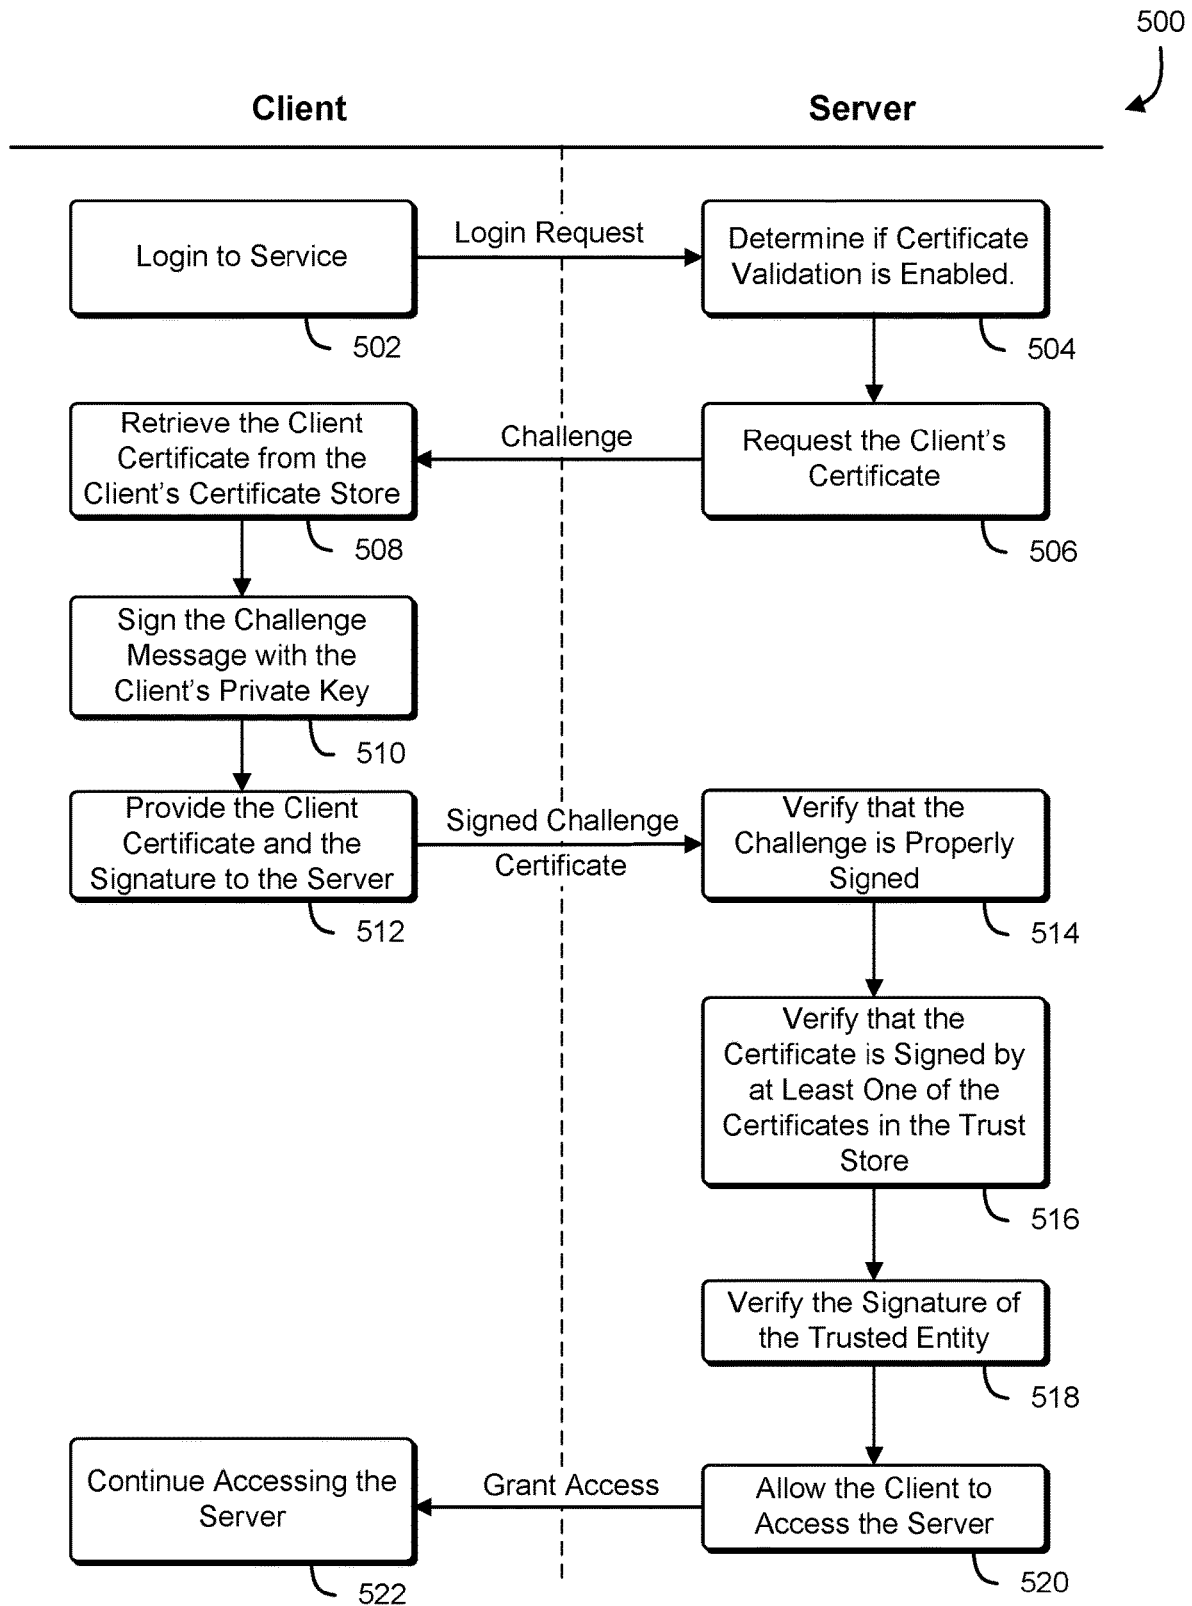 500
Client
Server
Login to Service
502
Login Request
Determine if Certificate
Validation is Enabled.
504
Request the Client's
Certificate
506
Challenge
Retrieve the Client
Certificate from the
Client's Certificate Store
508
Sign the Challenge
Message with the
Client's Private Key
510
Provide the Client
Certificate and the
Signature to the Server
512
Signed Challenge
Certificate
Verify that the
Challenge is Properly
Signed
514
Verify that the
Certificate is Signed by
at Least One of the
Certificates in the Trust
Store
516
Verify the Signature of
the Trusted Entity
518
Allow the Client to
Access the Server
520
Grant Access
Continue Accessing the
Server
522